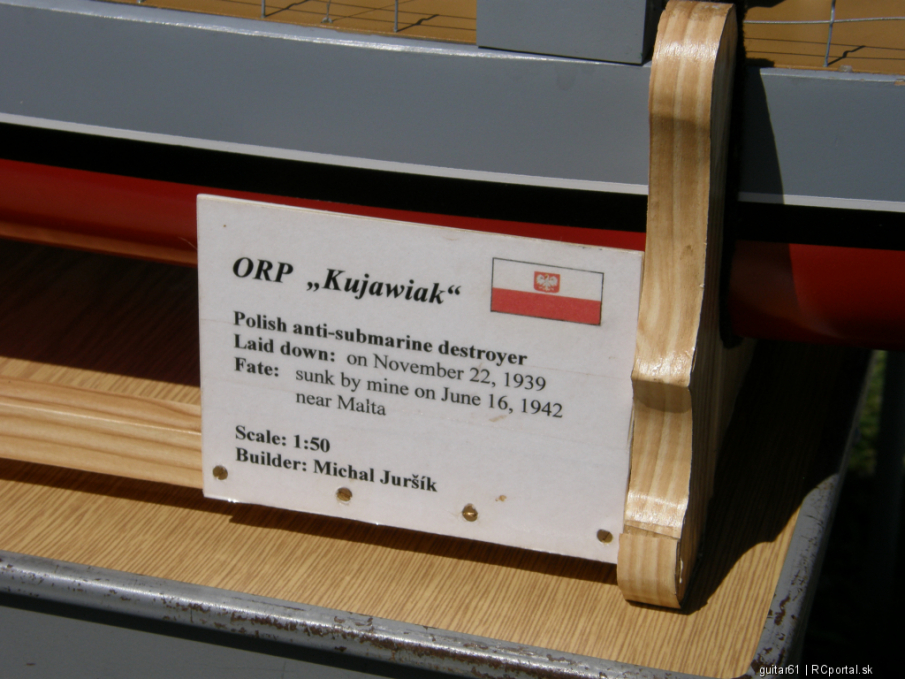 ORP „Kujawiak“
Polish anti-submarine destroyer
Laid down: on November 22, 1939
Fate: sunk by mine on June 16, 1942
near Malta
Scale: 1:50
Builder: Michal Juršík
guitar61 | RCportal.sk